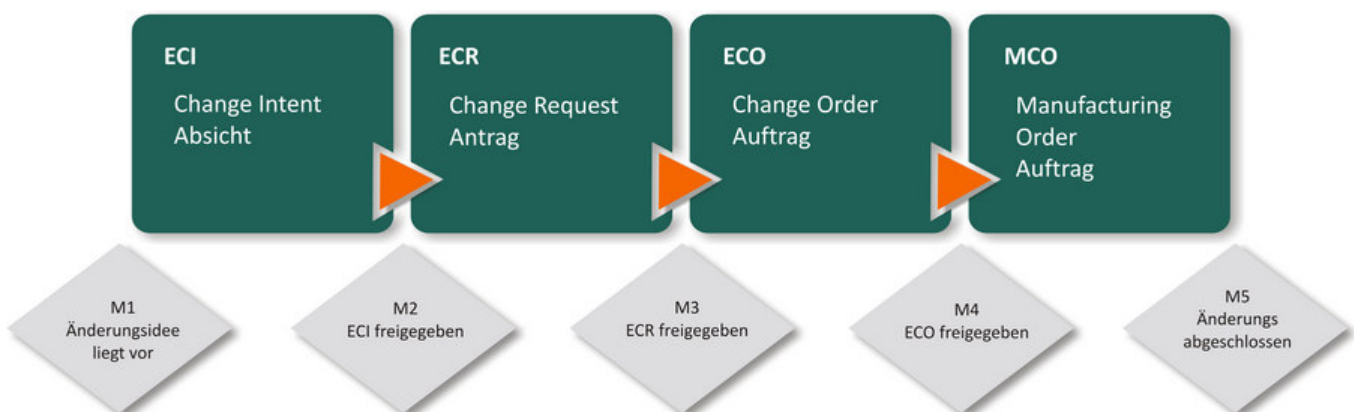 ECI
Change Intent
Absicht
ECR
Change Request
Antrag
ECO
Change Order
Auftrag
MCO
Manufacturing
Order
Auftrag
M1
Änderungsidee
liegt vor
M2
ECI freigegeben
M3
ECR freigegeben
M4
ECO freigegeben
M5
Änderungs
abgeschlossen